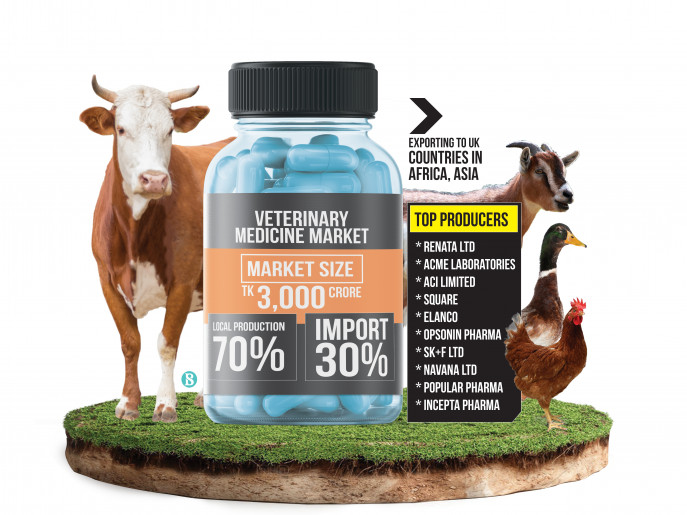 EXPORTING TO UK
COUNTRIES IN
AFRICA, ASIA
VETERINARY
MEDICINE MARKET
MARKET SIZE
TK 3,000 CRORE
LOCAL PRODUCTION
70%
IMPORT
30%
TOP PRODUCERS
* RENATA LTD
* ACME LABORATORIES
* ACI LIMITED
* SQUARE
* ELANCO
* OPSONIN PHARMA
* SK+F LTD
* NAVANA LTD
* POPULAR PHARMA
* INCEPTA PHARMA